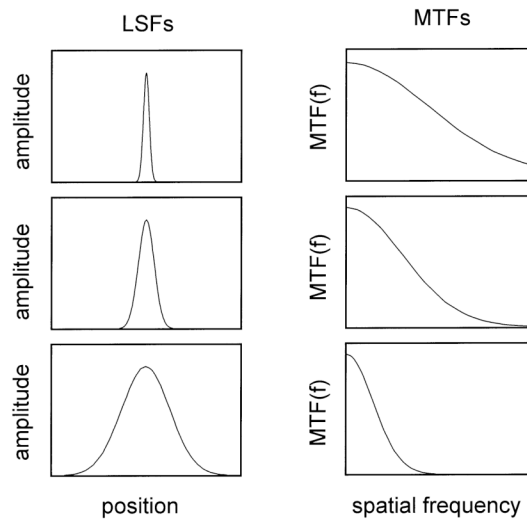 LSFs
MTFs
amplitude
MTF(f)
amplitude
MTF(f)
amplitude
MTF(f)
position
spatial frequency